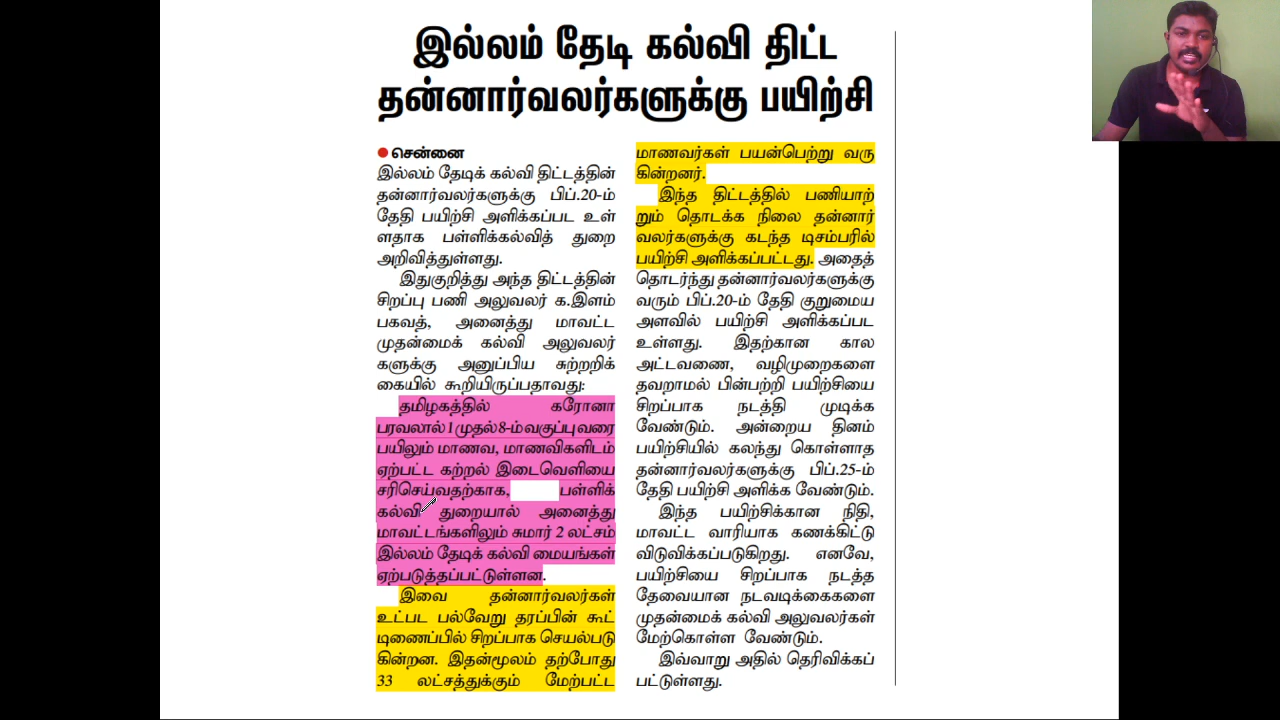 இல்லம் தேடி கல்வி திட்ட
தன்னார்வலர்களுக்கு பயிற்சி
சென்னை
இல்லம் தேடிக் கல்வி திட்டத்தின்
தன்னார்வலர்களுக்கு பிப்.20-ம்
தேதி பயிற்சி அளிக்கப்பட உள்
ளதாக பள்ளிக்கல்வித் துறை
அறிவித்துள்ளது.
இதுகுறித்து அந்த திட்டத்தின்
சிறப்பு பணி அலுவலர் க.இளம்
பகவத், அனைத்து மாவட்ட
முதன்மைக் கல்வி அலுவலர்
களுக்கு அனுப்பிய சுற்றறிக்
கையில் கூறியிருப்பதாவது:
தமிழகத்தில் கரோனா
பரவலால் 1 முதல் 8-ம் வகுப்பு வரை
பயிலும் மாணவ, மாணவிகளிடம்
ஏற்பட்ட கற்றல் இடைவெளியை
சரிசெய்வதற்காக, பள்ளிக்
கல்வி துறையால் அனைத்து
மாவட்டங்களிலும் சுமார் 2 லட்சம்
இல்லம் தேடிக் கல்வி மையங்கள்
ஏற்படுத்தப்பட்டுள்ளன.
இவை தன்னார்வலர்கள்
உட்பட பல்வேறு தரப்பின் கூட்
டிணைப்பில் சிறப்பாக செயல்படு
கின்றன. இதன்மூலம் தற்போது
33 லட்சத்துக்கும் மேற்பட்ட
மாணவர்கள் பயன்பெற்று வரு
கின்றனர்.
இந்த திட்டத்தில் பணியாற்
றும் தொடக்க நிலை தன்னார்
வலர்களுக்கு கடந்த டிசம்பரில்
பயிற்சி அளிக்கப்பட்டது. அதைத்
தொடர்ந்து தன்னார்வலர்களுக்கு
வரும் பிப்.20-ம் தேதி குறுமைய
அளவில் பயிற்சி அளிக்கப்பட
உள்ளது. இதற்கான கால
அட்டவணை, வழிமுறைகளை
தவறாமல் பின்பற்றி பயிற்சியை
சிறப்பாக நடத்தி முடிக்க
வேண்டும். அன்றைய தினம்
பயிற்சியில் கலந்து கொள்ளாத
தன்னார்வலர்களுக்கு பிப்.25-ம்
தேதி பயிற்சி அளிக்க வேண்டும்.
இந்த பயிற்சிக்கான நிதி,
மாவட்ட வாரியாக கணக்கிட்டு
விடுவிக்கப்படுகிறது. எனவே,
பயிற்சியை சிறப்பாக நடத்த
தேவையான நடவடிக்கைகளை
முதன்மைக் கல்வி அலுவலர்கள்
மேற்கொள்ள வேண்டும்.
இவ்வாறு அதில் தெரிவிக்கப்
பட்டுள்ளது.